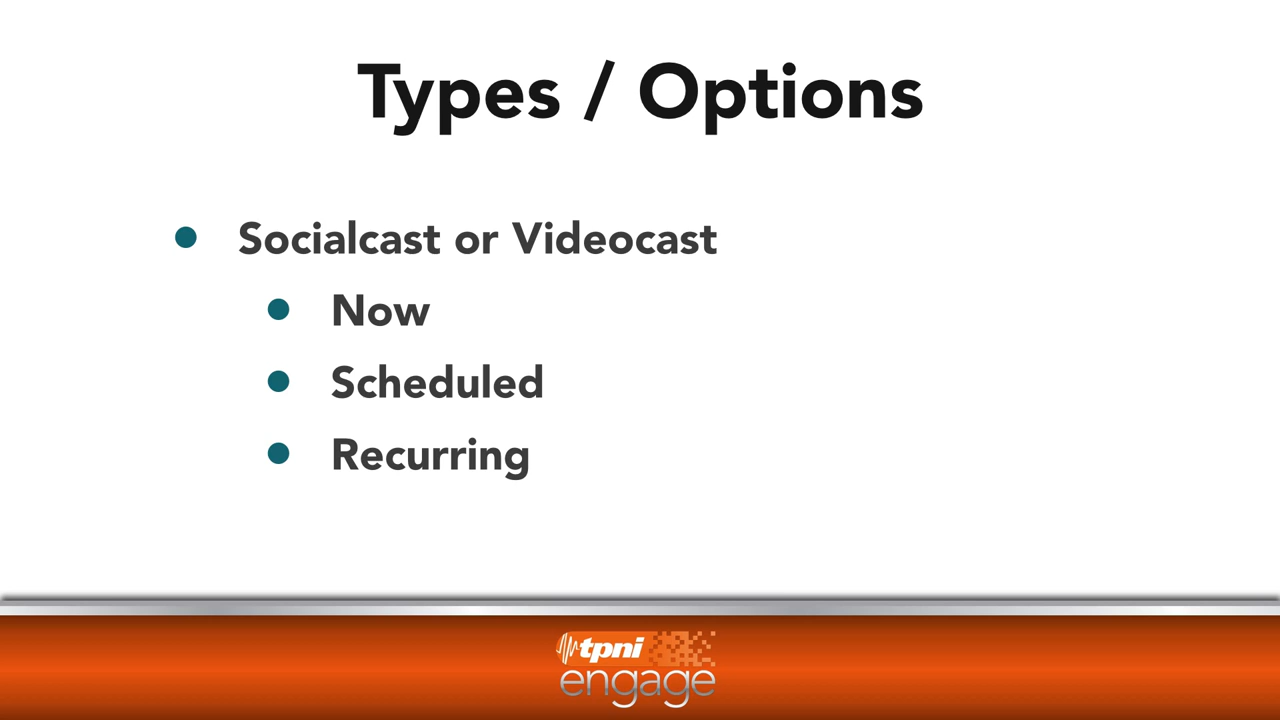 Types / Options
Socialcast or Videocast
Now
Scheduled
Recurring
tpni
engage